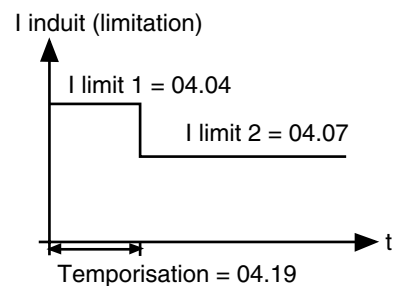 I induit (limitation)
I limit 1 = 04.04
I limit 2 = 04.07
t
Temporisation = 04.19